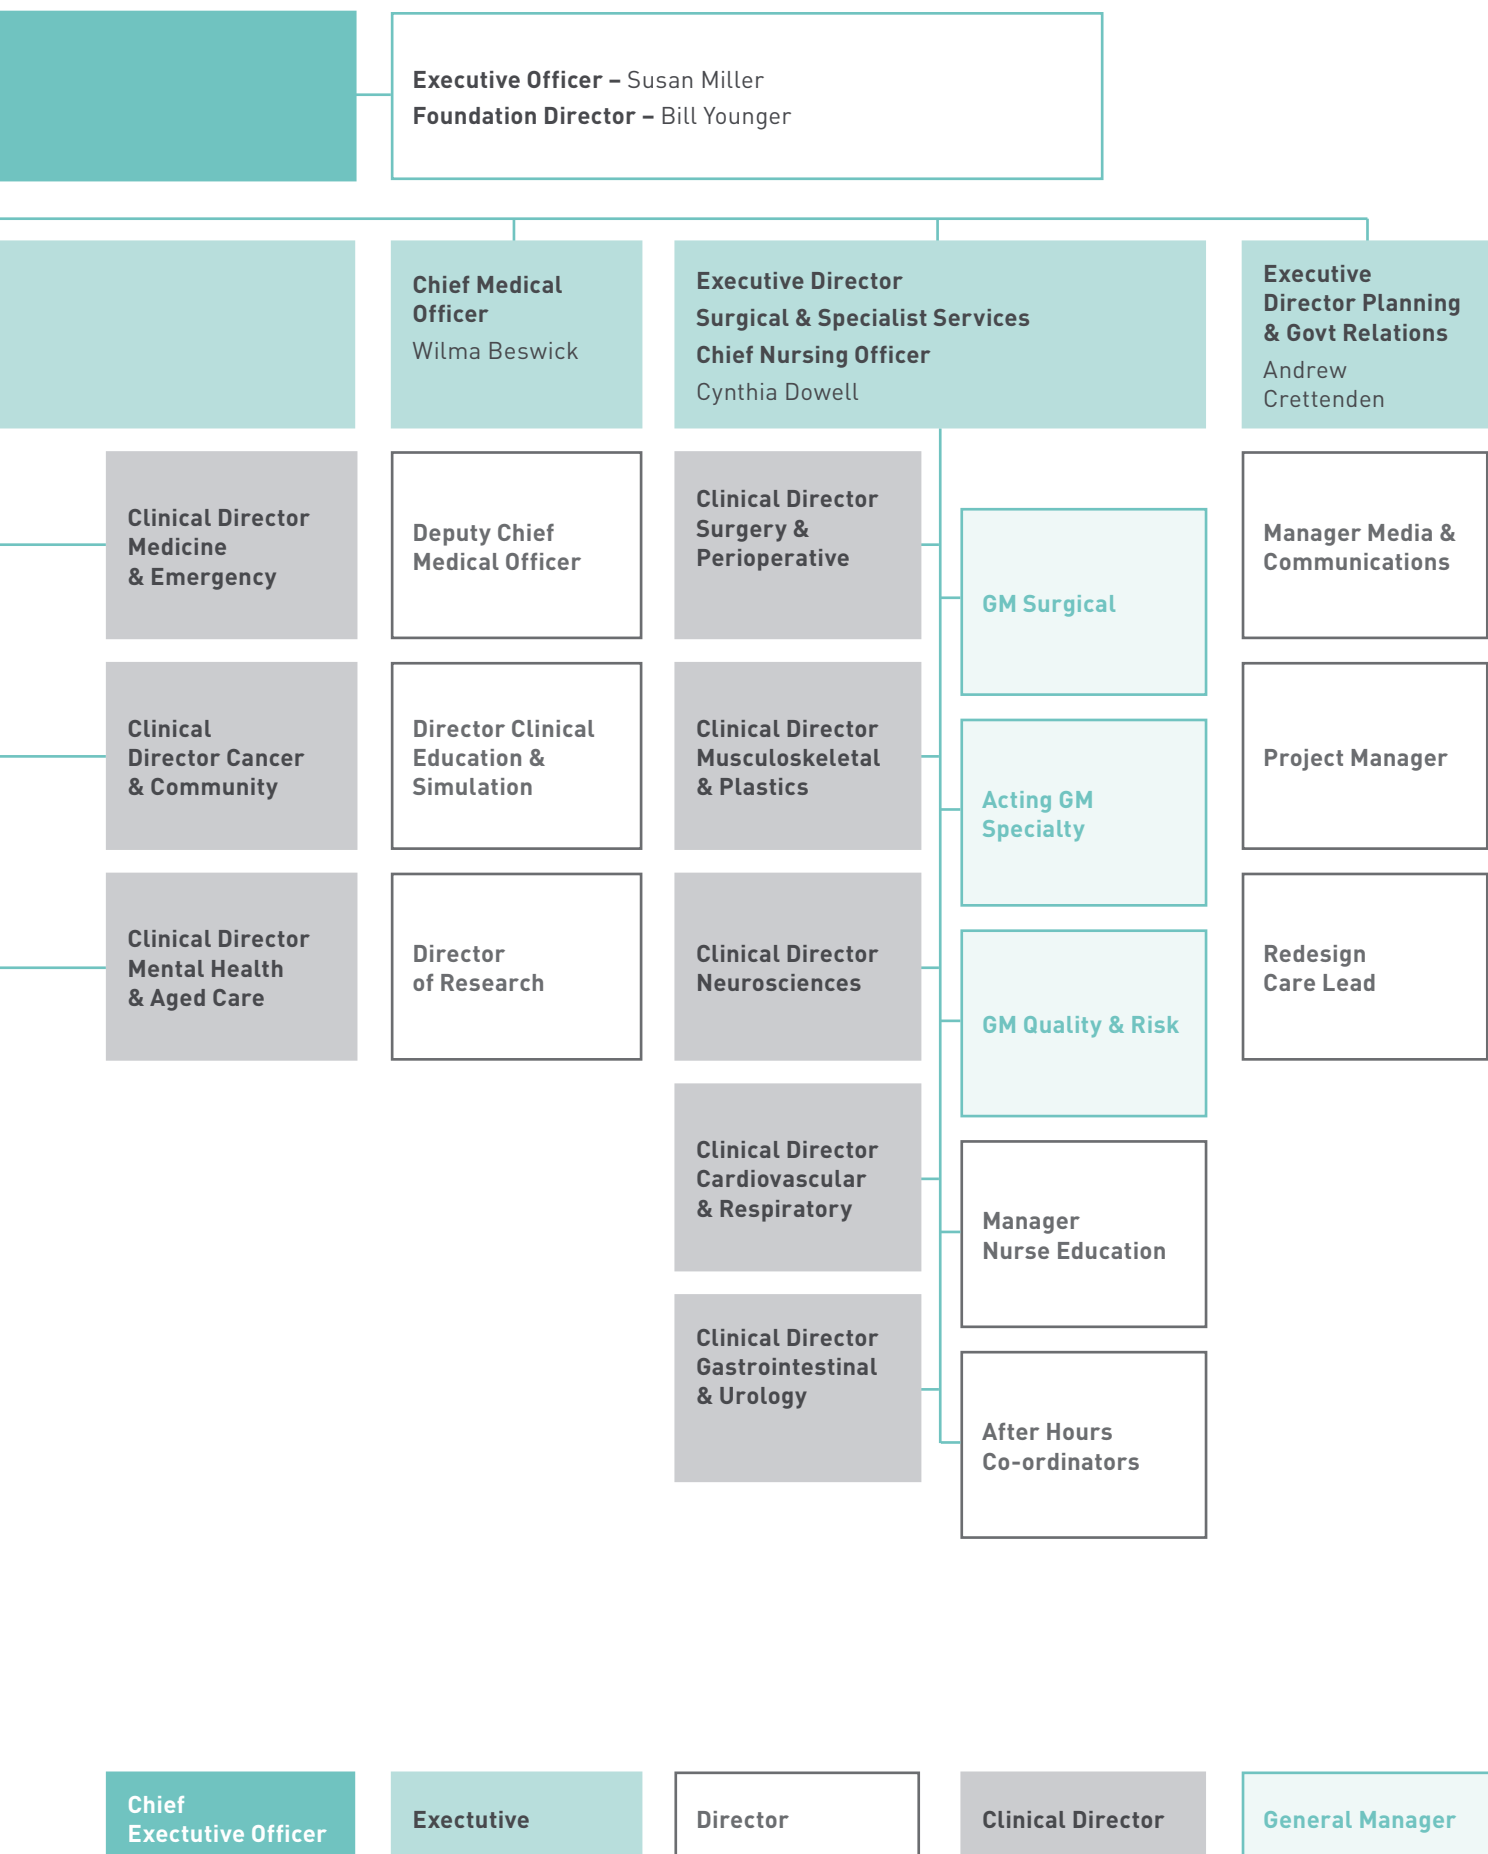 Executive Officer – Susan Miller
Foundation Director – Bill Younger
Chief Medical
Officer
Wilma Beswick
Executive Director
Surgical & Specialist Services
Chief Nursing Officer
Cynthia Dowell
Executive
Director Planning
& Govt Relations
Andrew
Crettenden
Clinical Director
Medicine
& Emergency
Deputy Chief
Medical Officer
Clinical Director
Surgery &
Perioperative
GM Surgical
Manager Media &
Communications
Clinical
Director Cancer
& Community
Director Clinical
Education &
Simulation
Clinical Director
Musculoskeletal
& Plastics
Acting GM
Specialty
Project Manager
Clinical Director
Mental Health
& Aged Care
Director
of Research
Clinical Director
Neurosciences
GM Quality & Risk
Redesign
Care Lead
Clinical Director
Cardiovascular
& Respiratory
Manager
Nurse Education
Clinical Director
Gastrointestinal
& Urology
After Hours
Co-ordinators
Chief
Exectutive Officer
Exectutive
Director
Clinical Director
General Manager